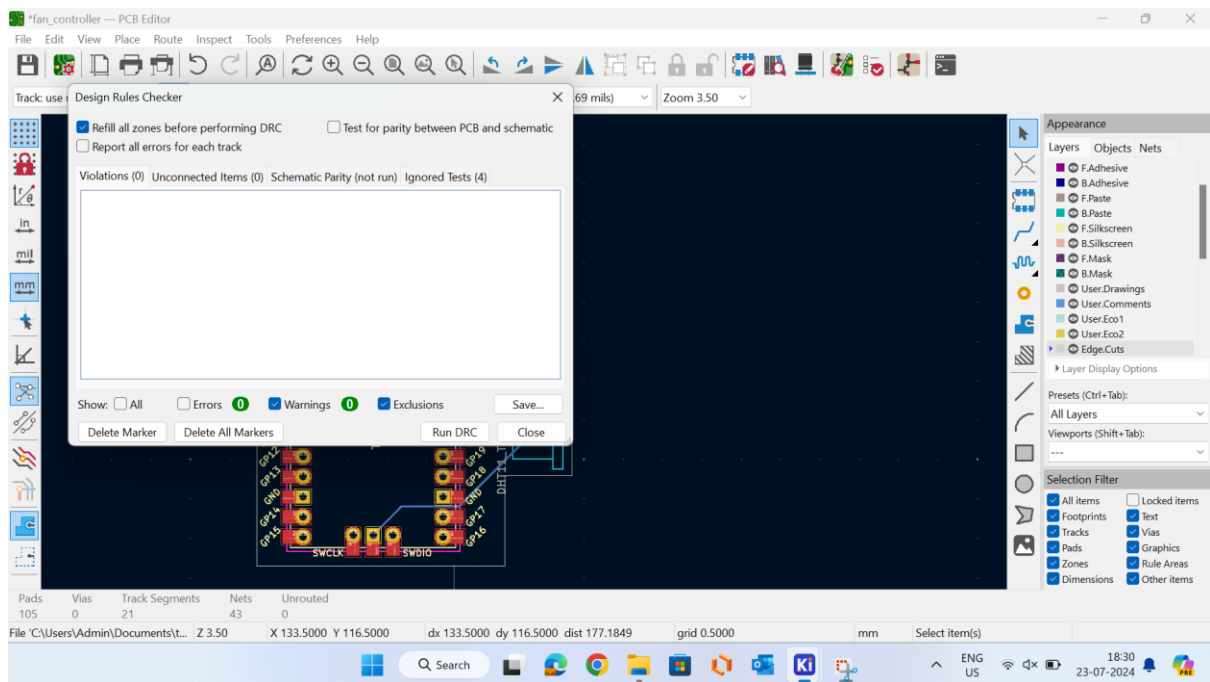 *fan_controller — PCB Editor
File Edit View Place Route Inspect Tools Preferences Help
Track: use
.69 mils)
Zoom 3.50
Design Rules Checker
Refill all zones before performing DRC
Test for parity between PCB and schematic
Report all errors for each track
Violations (0) Unconnected Items (0) Schematic Parity (not run) Ignored Tests (4)
Show: All Errors 0 Warnings 0 Exclusions Save...
Delete Marker Delete All Markers Run DRC Close
in
mil
mm
GP12
GP13
GND
GP14
GP15
SWCLK
SWDIO
GP19
GP18
GND
GP17
GP16
Appearance
Layers Objects Nets
F.Adhesive
B.Adhesive
F.Paste
B.Paste
F.Silkscreen
B.Silkscreen
F.Mask
B.Mask
User.Drawings
User.Comments
User.Eco1
User.Eco2
Edge.Cuts
Layer Display Options
Presets (Ctrl+Tab):
All Layers
Viewports (Shift+Tab):
---
Selection Filter
All items Locked items
Footprints Text
Tracks Vias
Pads Graphics
Zones Rule Areas
Dimensions Other items
Pads Vias Track Segments Nets Unrouted
105 0 21 43 0
File 'C:\Users\Admin\Documents\t... Z 3.50 X 133.5000 Y 116.5000 dx 133.5000 dy 116.5000 dist 177.1849 grid 0.5000 mm Select item(s)
Search
Ki
ENG
US
18:30
23-07-2024
PRE